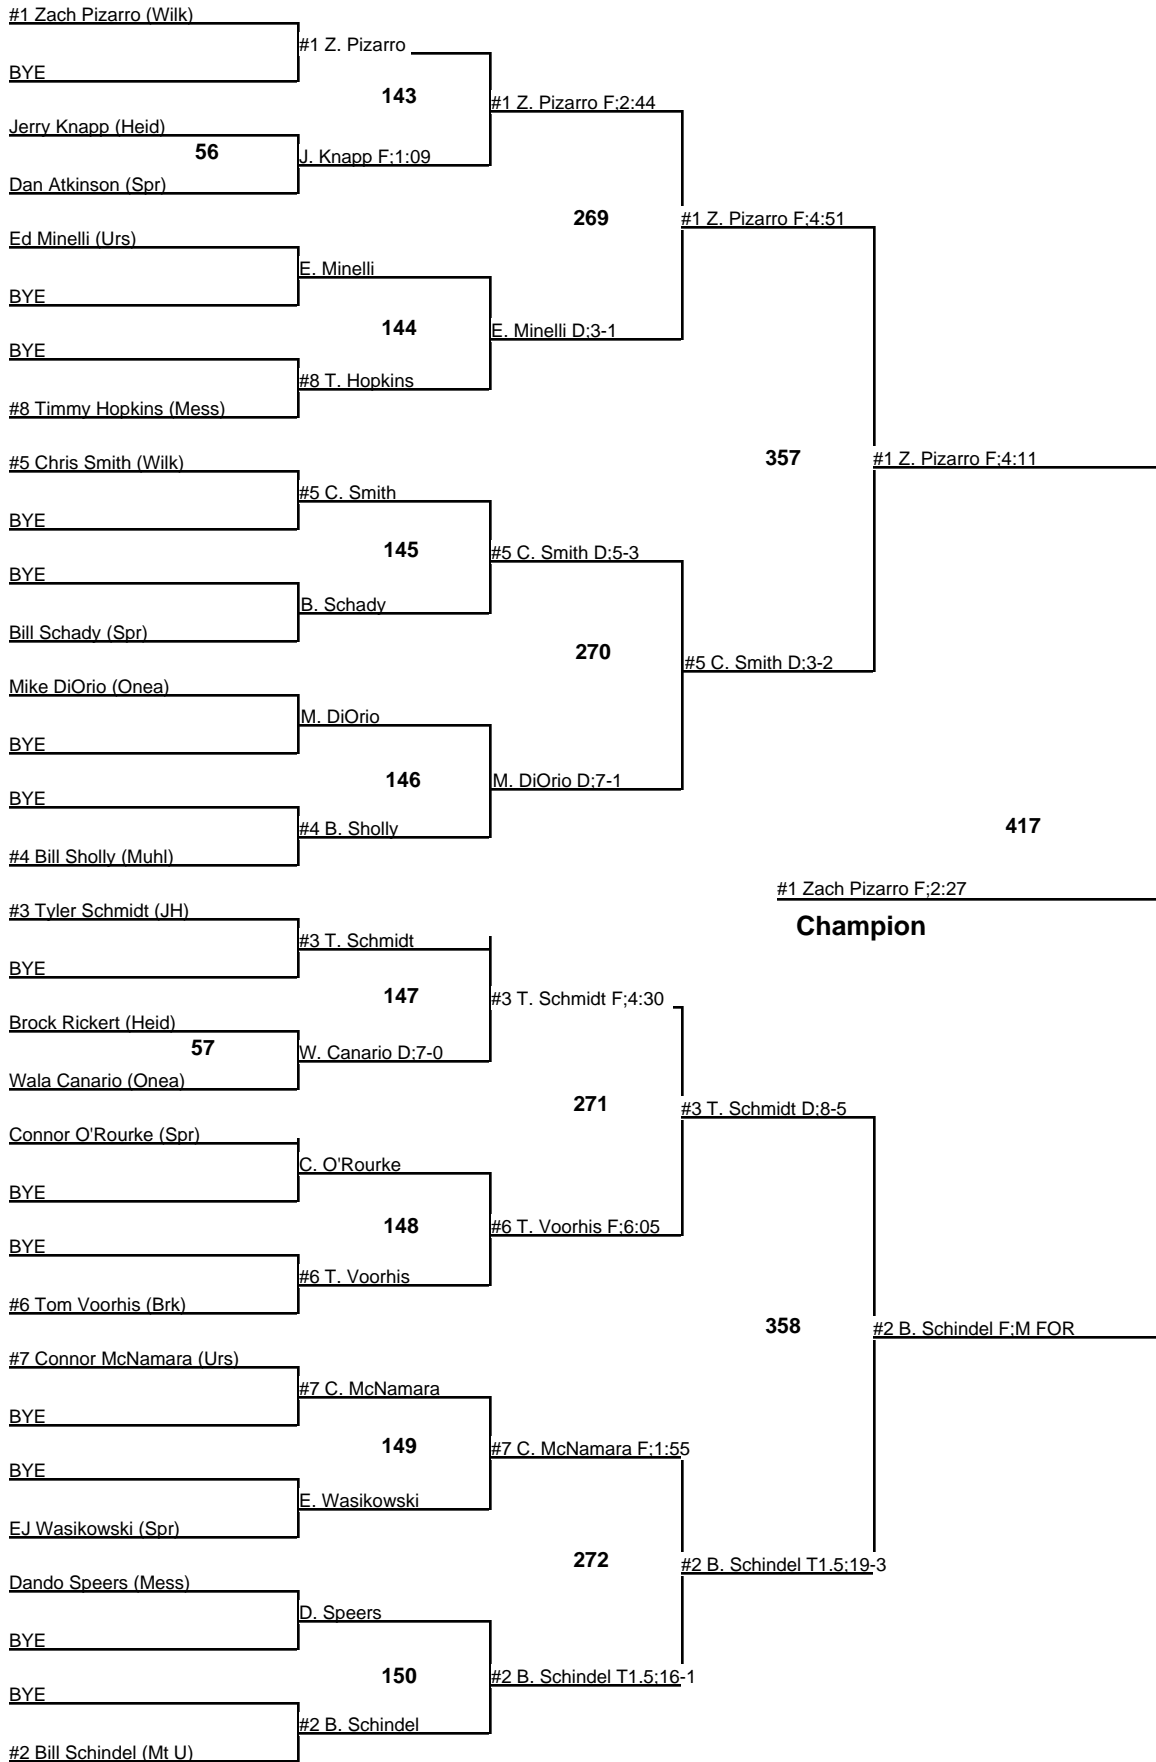 #1 Zach Pizarro (Wilk)
#1 Z. Pizarro
BYE
143
#1 Z. Pizarro F;2:44
Jerry Knapp (Heid)
56
J. Knapp F;1:09
Dan Atkinson (Spr)
269
#1 Z. Pizarro F;4:51
Ed Minelli (Urs)
E. Minelli
BYE
144
E. Minelli D;3-1
BYE
#8 T. Hopkins
#8 Timmy Hopkins (Mess)
357
#1 Z. Pizarro F;4:11
#5 Chris Smith (Wilk)
#5 C. Smith
BYE
145
#5 C. Smith D;5-3
BYE
B. Schady
Bill Schady (Spr)
270
#5 C. Smith D;3-2
Mike DiOrio (Onea)
M. DiOrio
BYE
146
M. DiOrio D;7-1
BYE
#4 B. Sholly
#4 Bill Sholly (Muhl)
417
#1 Zach Pizarro F;2:27
Champion
#3 Tyler Schmidt (JH)
#3 T. Schmidt
BYE
147
#3 T. Schmidt F;4:30
Brock Rickert (Heid)
57
W. Canario D;7-0
Wala Canario (Onea)
271
#3 T. Schmidt D;8-5
Connor O'Rourke (Spr)
C. O'Rourke
BYE
148
#6 T. Voorhis F;6:05
BYE
#6 T. Voorhis
#6 Tom Voorhis (Brk)
358
#2 B. Schindel F;M FOR
#7 Connor McNamara (Urs)
#7 C. McNamara
BYE
149
#7 C. McNamara F;1:55
BYE
E. Wasikowski
EJ Wasikowski (Spr)
272
#2 B. Schindel T1.5;19-3
Dando Speers (Mess)
D. Speers
BYE
150
#2 B. Schindel T1.5;16-1
BYE
#2 B. Schindel
#2 Bill Schindel (Mt U)